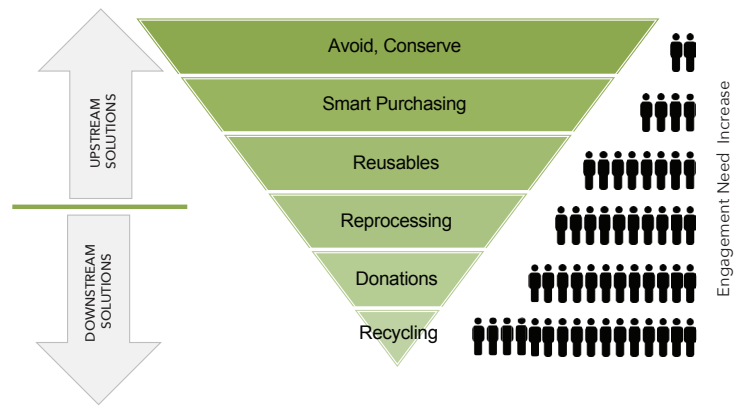 Avoid, Conserve
Smart Purchasing
Reusables
Reprocessing
Donations
Recycling
UPSTREAM
SOLUTIONS
DOWNSTREAM
SOLUTIONS
Engagement Need Increase